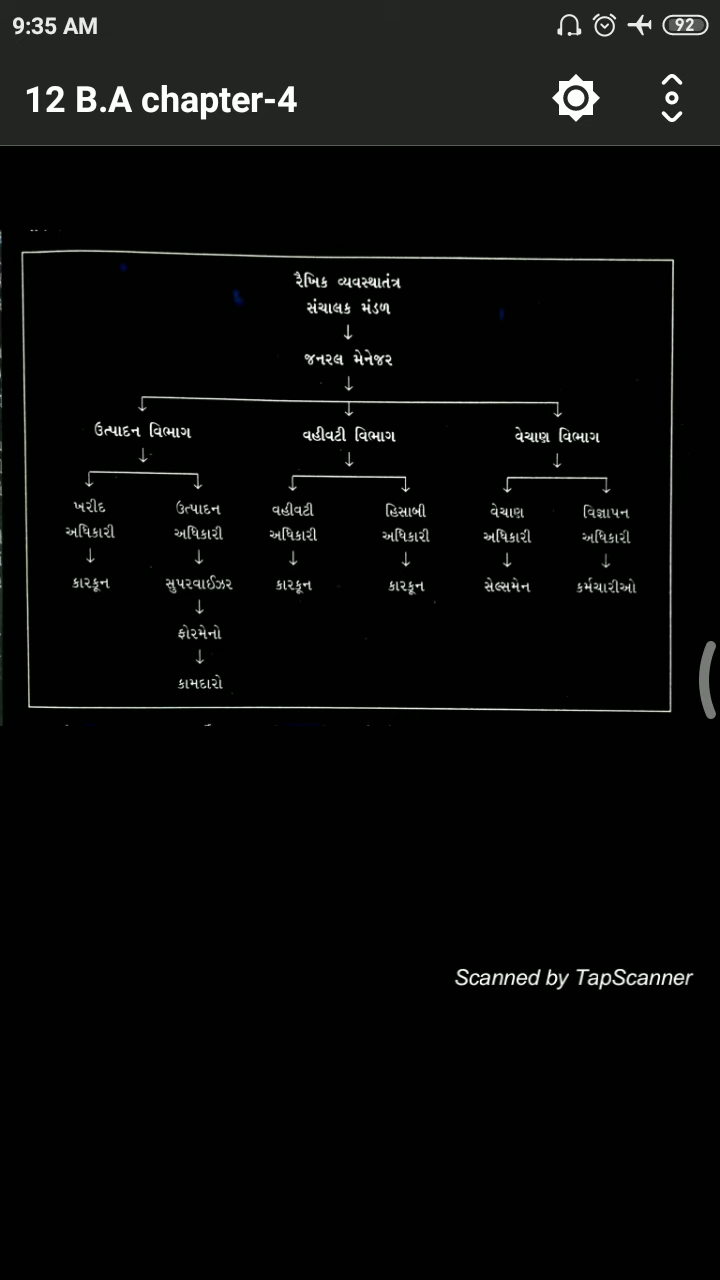 9:35 AM
92
12 B.A chapter-4
રૈખિક વ્યવસ્થાતંત્ર
સંચાલક મંડળ
↓
જનરલ મેનેજર
↓
ઉત્પાદન વિભાગ વહીવટી વિભાગ વેચાણ વિભાગ
ખરીદ ઉત્પાદન વહીવટી હિસાબી વેચાણ વિજ્ઞાપન
અધિકારી અધિકારી અધિકારી અધિકારી અધિકારી અધિકારી
↓ ↓ ↓ ↓ ↓ ↓
કારકૂન સુપરવાઈઝર કારકૂન કારકૂન સેલ્સમેન કર્મચારીઓ
↓
ફોરમેનો
↓
કામદારો
Scanned by TapScanner